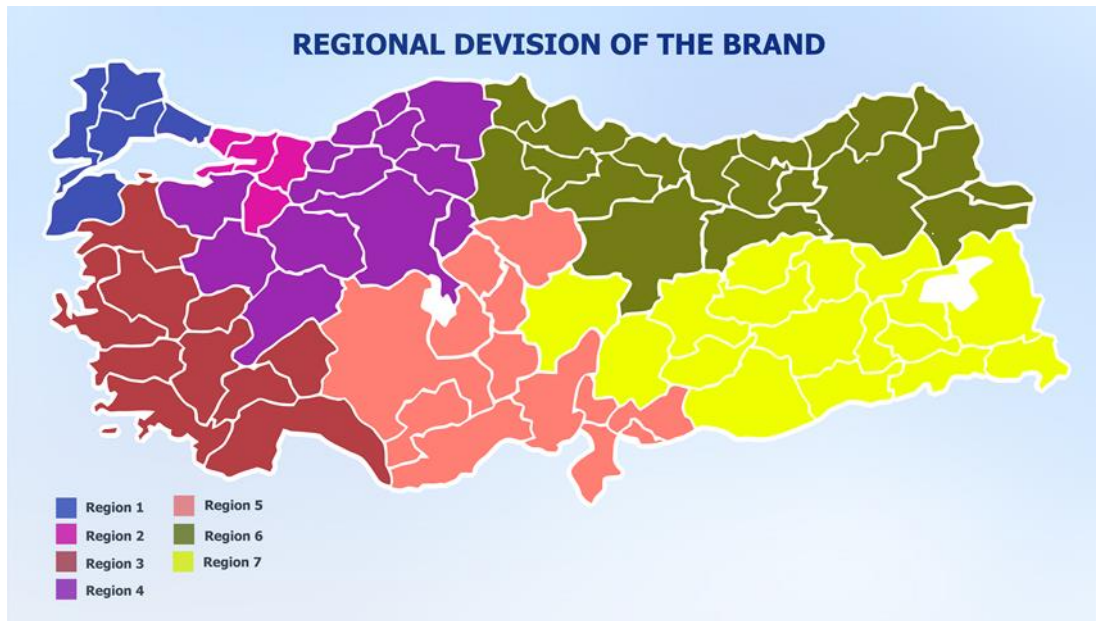 REGIONAL DEVISION OF THE BRAND
Region 1
Region 2
Region 3
Region 4
Region 5
Region 6
Region 7